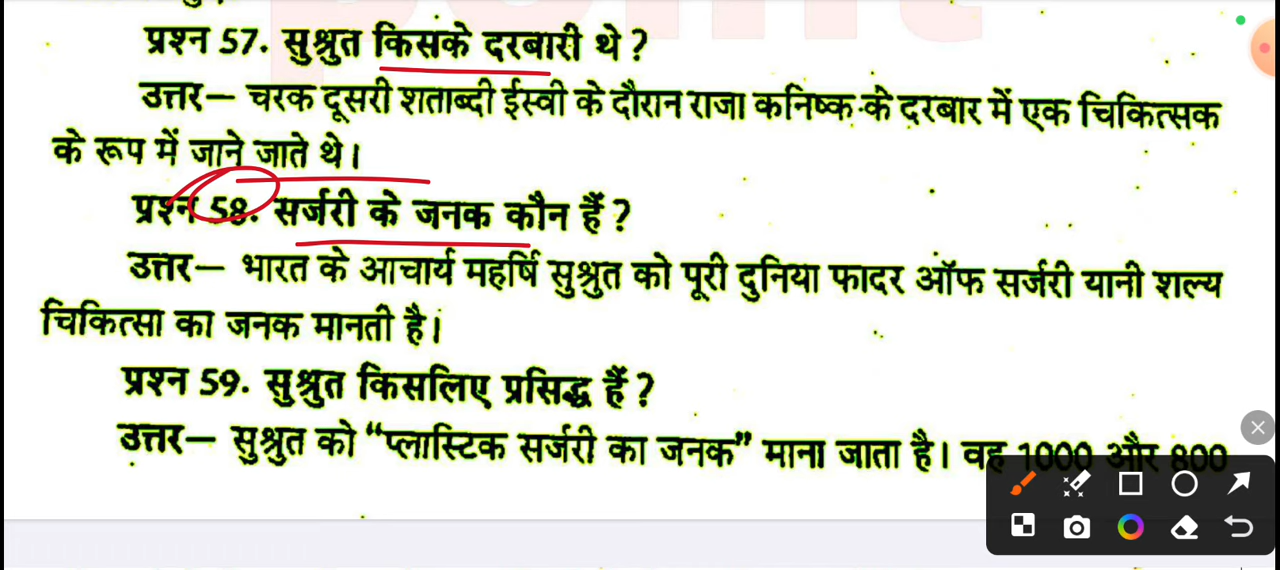 प्रश्न 57. सुश्रुत किसके दरबारी थे ?
उत्तर– चरक दूसरी शताब्दी ईस्वी के दौरान राजा कनिष्क के दरबार में एक चिकित्सक
के रूप में जाने जाते थे।
प्रश्न 58. सर्जरी के जनक कौन हैं ?
उत्तर– भारत के आचार्य महर्षि सुश्रुत को पूरी दुनिया फादर ऑफ सर्जरी यानी शल्य
चिकित्सा का जनक मानती है।
प्रश्न 59. सुश्रुत किसलिए प्रसिद्ध हैं ?
उत्तर– सुश्रुत को “प्लास्टिक सर्जरी का जनक” माना जाता है। वह 1000 और 800